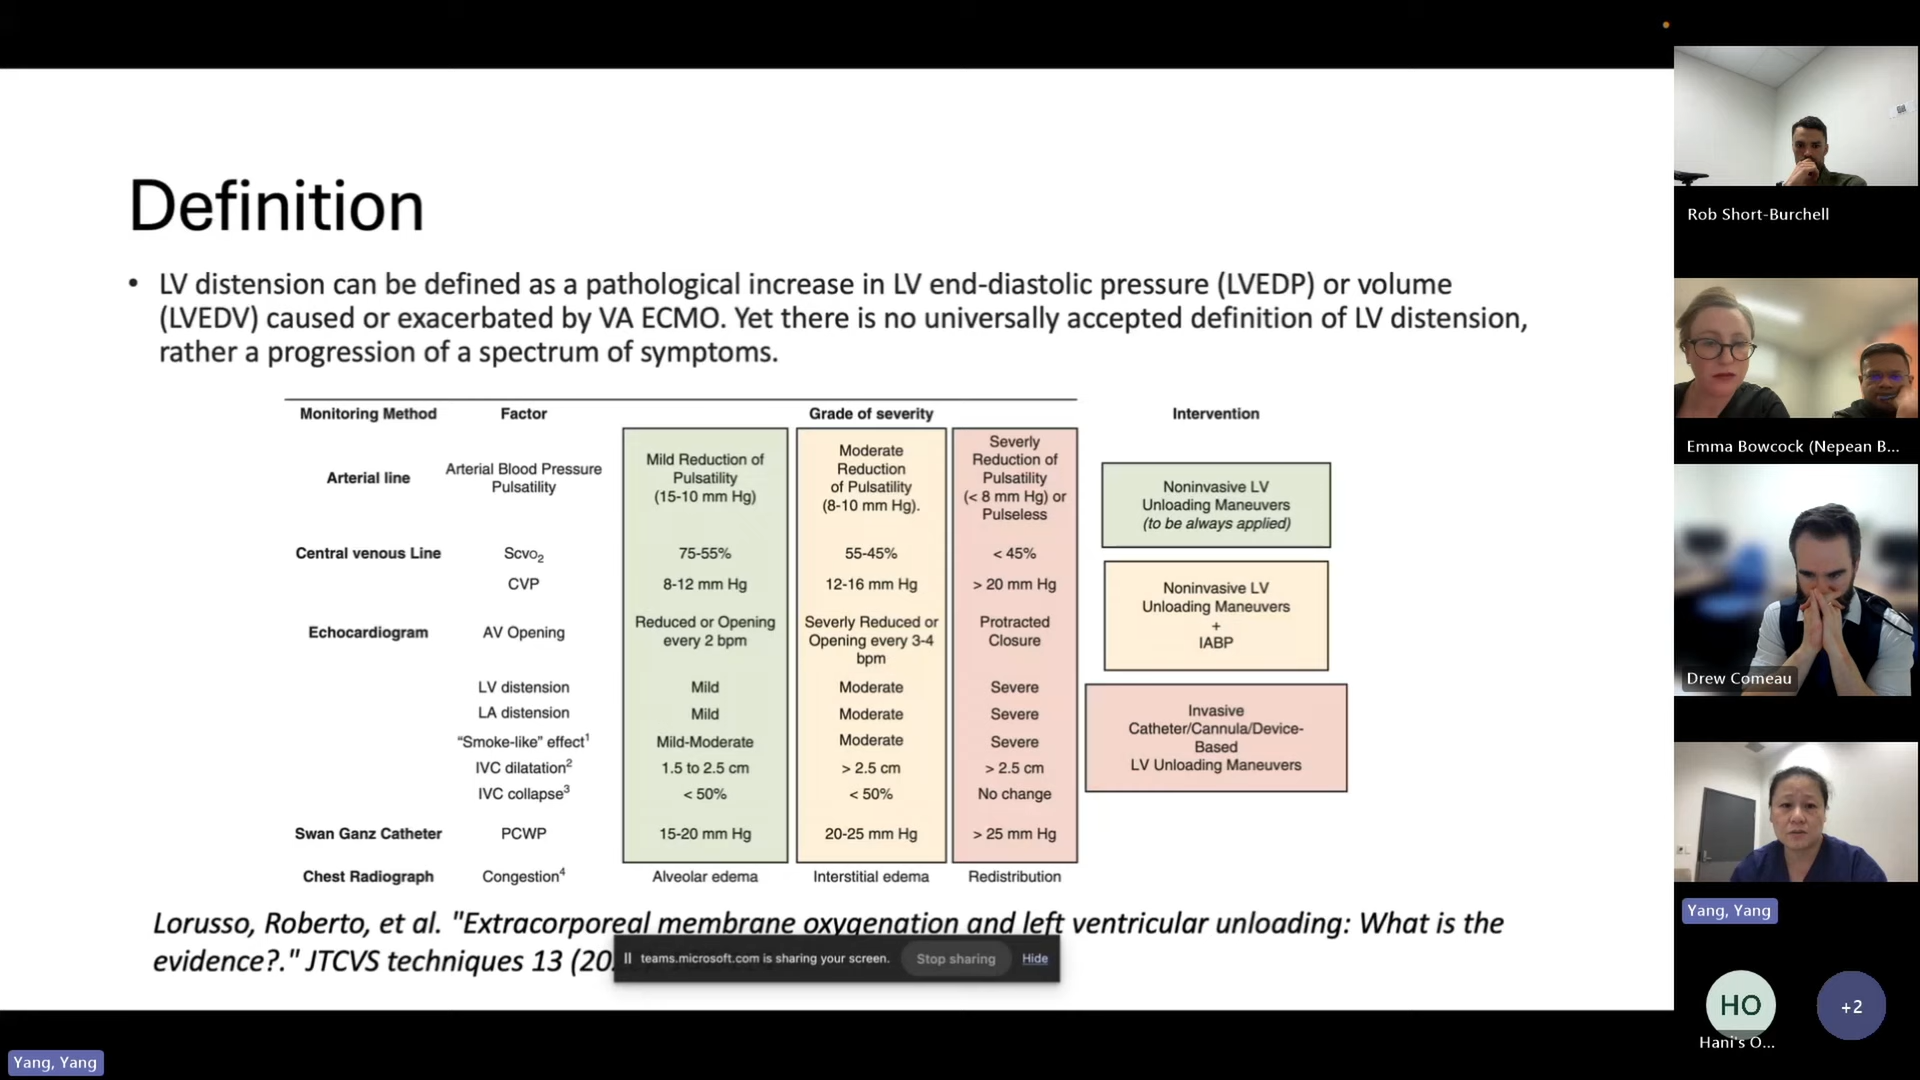 Definition
• LV distension can be defined as a pathological increase in LV end-diastolic pressure (LVEDP) or volume
(LVEDV) caused or exacerbated by VA ECMO. Yet there is no universally accepted definition of LV distension,
rather a progression of a spectrum of symptoms.
Monitoring Method Factor Grade of severity Intervention
Arterial line Arterial Blood Pressure
Pulsatility
Mild Reduction of
Pulsatility
(15-10 mm Hg)
Moderate
Reduction
of Pulsatility
(8-10 mm Hg).
Severly
Reduction of
Pulsatility
(< 8 mm Hg) or
Pulseless
Central venous Line Scvo2 75-55% 55-45% < 45%
CVP 8-12 mm Hg 12-16 mm Hg > 20 mm Hg
Echocardiogram AV Opening
Reduced or Opening
every 2 bpm
Severly Reduced or
Opening every 3-4
bpm
Protracted
Closure
LV distension Mild Moderate Severe
LA distension Mild Moderate Severe
“Smoke-like” effect1 Mild-Moderate Moderate Severe
IVC dilatation2 1.5 to 2.5 cm > 2.5 cm > 2.5 cm
IVC collapse3 < 50% < 50% No change
Swan Ganz Catheter PCWP 15-20 mm Hg 20-25 mm Hg > 25 mm Hg
Chest Radiograph Congestion4 Alveolar edema Interstitial edema Redistribution
Noninvasive LV
Unloading Maneuvers
(to be always applied)
Noninvasive LV
Unloading Maneuvers
+
IABP
Invasive
Catheter/Cannula/Device-
Based
LV Unloading Maneuvers
Lorusso, Roberto, et al. "Extracorporeal membrane oxygenation and left ventricular unloading: What is the
evidence?." JTCVS techniques 13 (20
teams.microsoft.com is sharing your screen. Stop sharing Hide
Yang, Yang
Rob Short-Burchell
Emma Bowcock (Nepean B...
Drew Comeau
Yang, Yang
HO
Hani's O...
+2